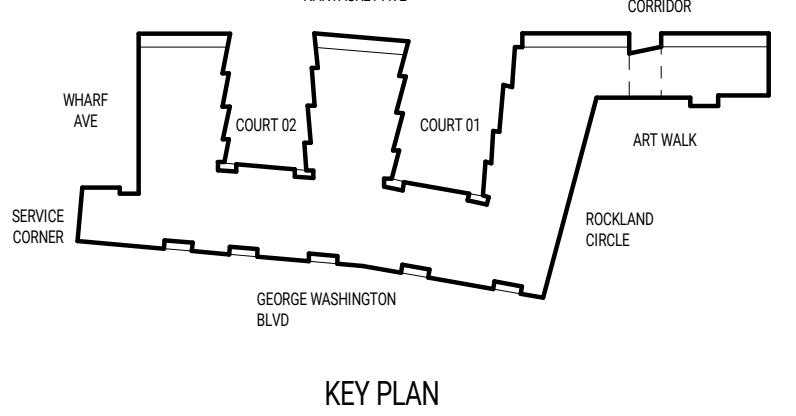 CORRIDOR
WHARF
AVE
COURT 02
COURT 01
ART WALK
SERVICE
CORNER
ROCKLAND
CIRCLE
GEORGE WASHINGTON
BLVD
KEY PLAN